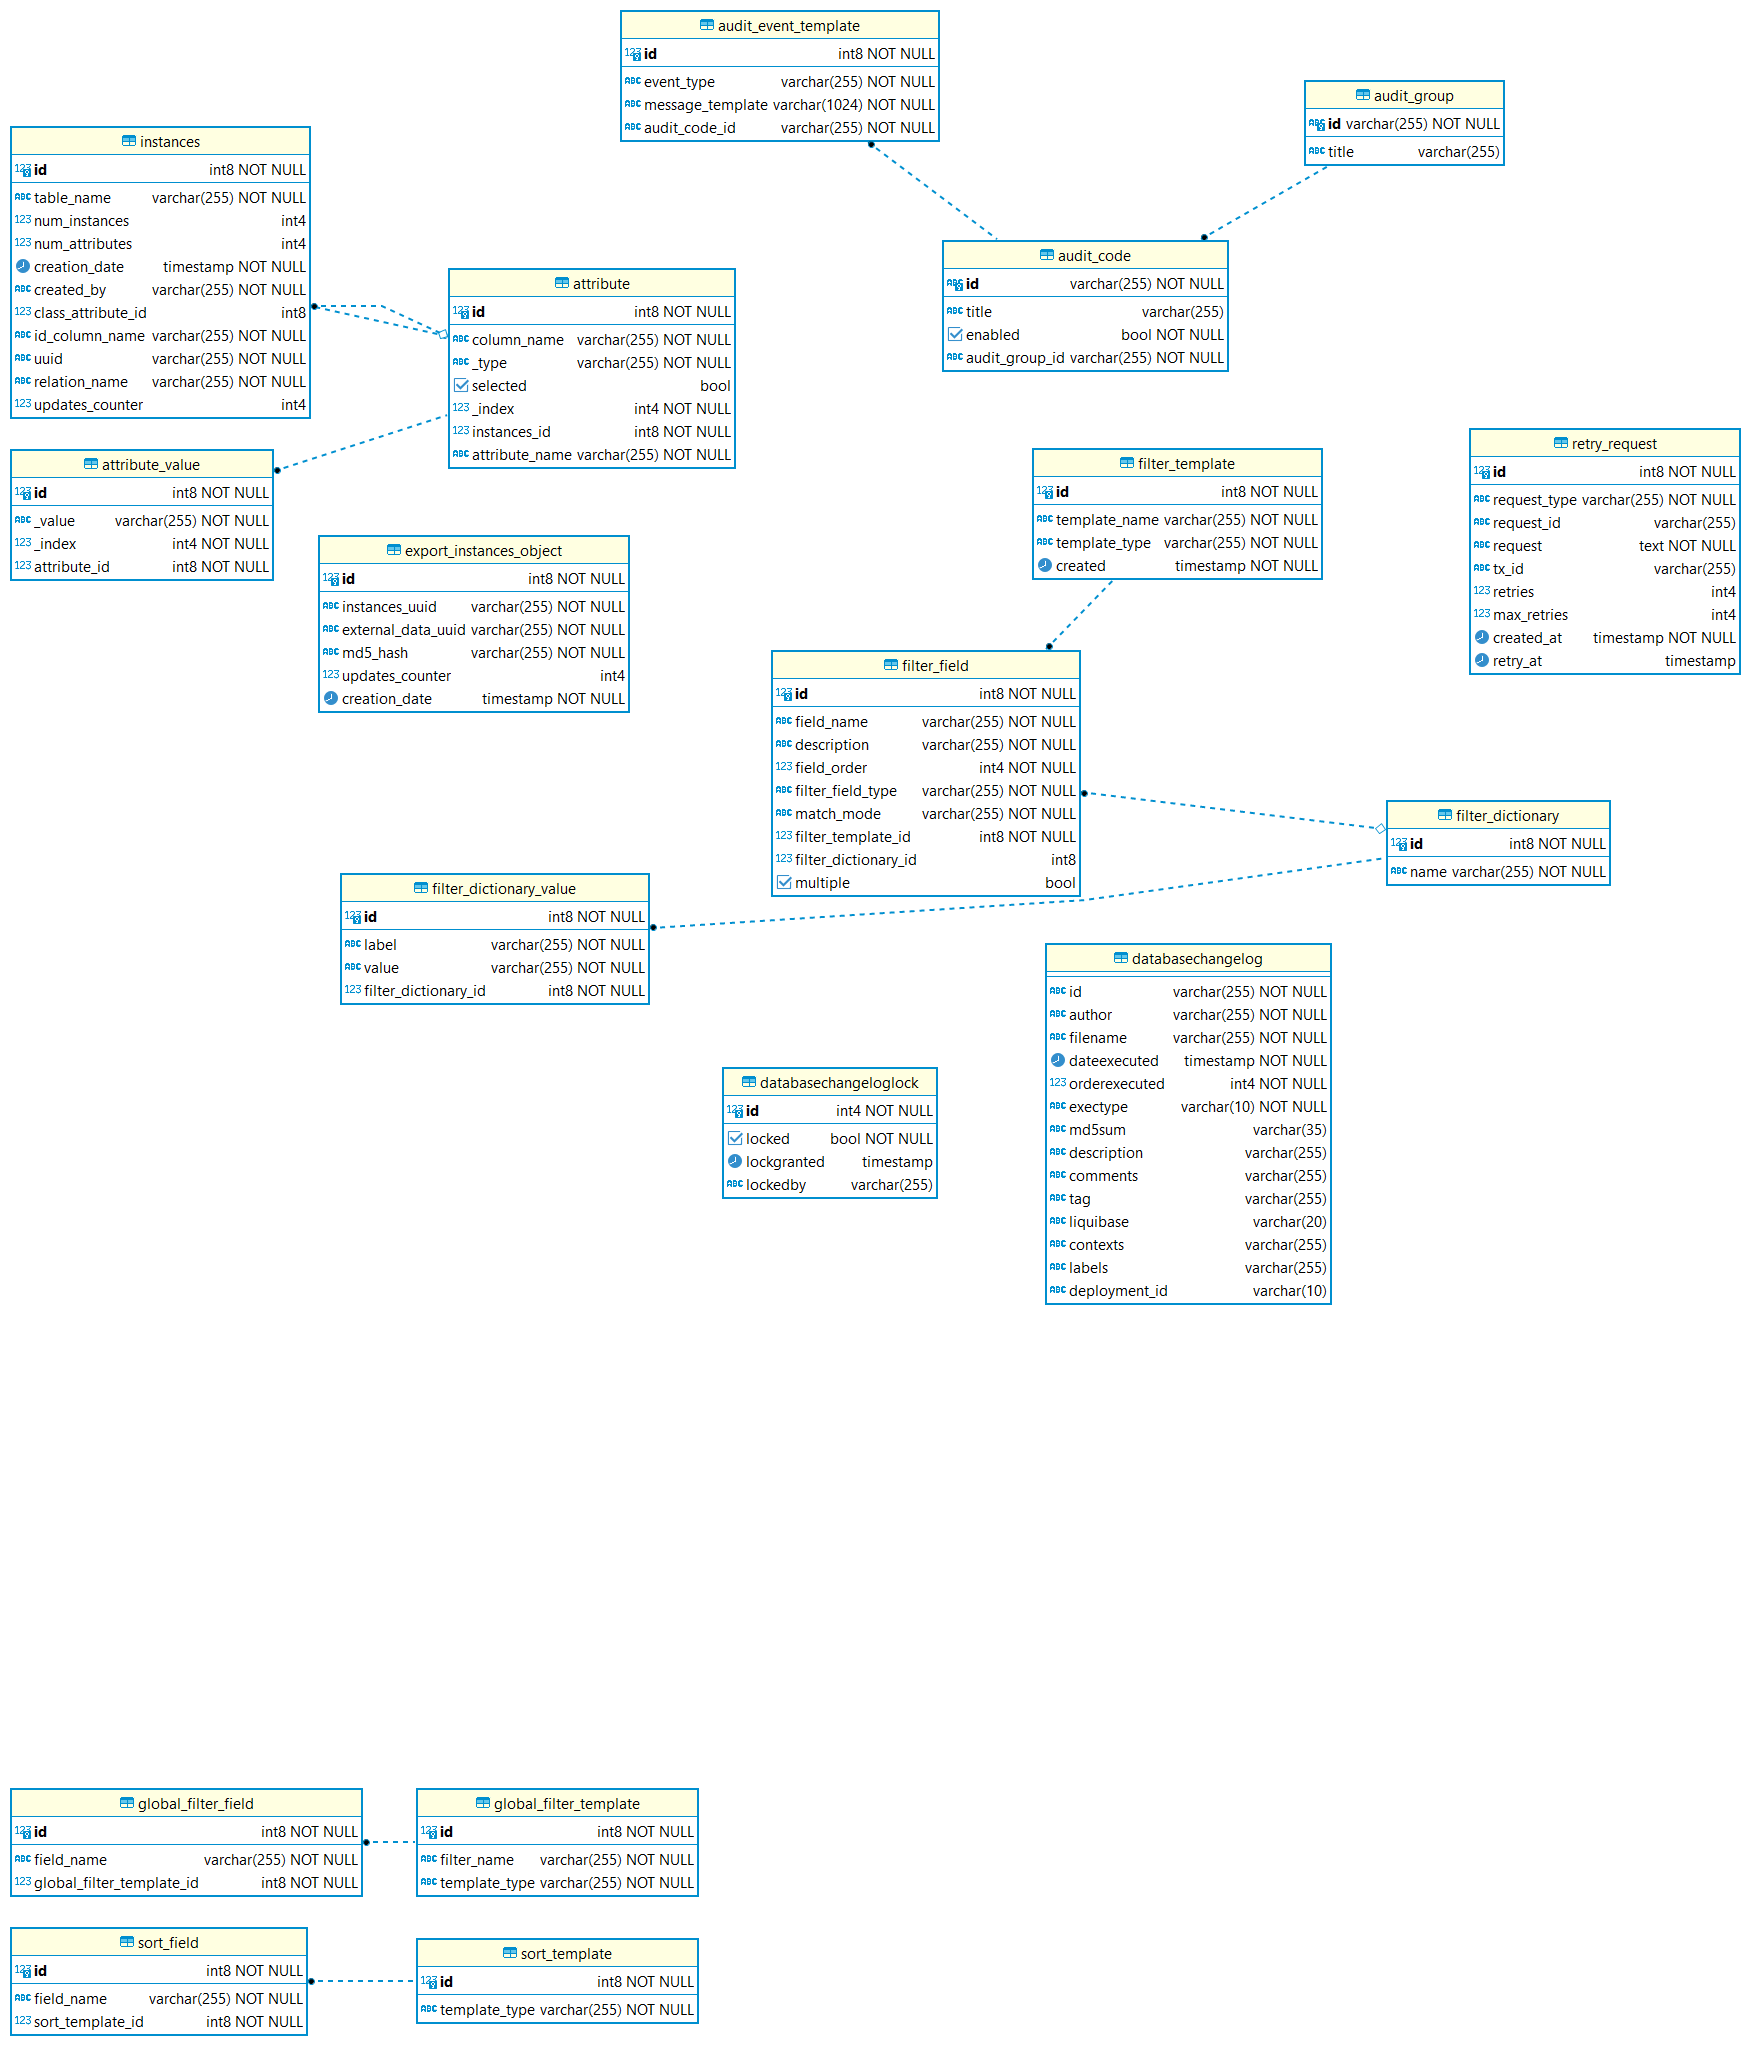 audit_event_template
id int8 NOT NULL
event_type varchar(255) NOT NULL
message_template varchar(1024) NOT NULL
audit_code_id varchar(255) NOT NULL
audit_group
id varchar(255) NOT NULL
title varchar(255)
instances
id int8 NOT NULL
table_name varchar(255) NOT NULL
num_instances int4
num_attributes int4
creation_date timestamp NOT NULL
created_by varchar(255) NOT NULL
class_attribute_id int8
id_column_name varchar(255) NOT NULL
uuid varchar(255) NOT NULL
relation_name varchar(255) NOT NULL
updates_counter int4
audit_code
id varchar(255) NOT NULL
title varchar(255)
enabled bool NOT NULL
audit_group_id varchar(255) NOT NULL
attribute
id int8 NOT NULL
column_name varchar(255) NOT NULL
_type varchar(255) NOT NULL
selected bool
_index int4 NOT NULL
instances_id int8 NOT NULL
attribute_name varchar(255) NOT NULL
retry_request
id int8 NOT NULL
request_type varchar(255) NOT NULL
request_id varchar(255)
request text NOT NULL
tx_id varchar(255)
retries int4
max_retries int4
created_at timestamp NOT NULL
retry_at timestamp
attribute_value
id int8 NOT NULL
_value varchar(255) NOT NULL
_index int4 NOT NULL
attribute_id int8 NOT NULL
filter_template
id int8 NOT NULL
template_name varchar(255) NOT NULL
template_type varchar(255) NOT NULL
created timestamp NOT NULL
export_instances_object
id int8 NOT NULL
instances_uuid varchar(255) NOT NULL
external_data_uuid varchar(255) NOT NULL
md5_hash varchar(255) NOT NULL
updates_counter int4
creation_date timestamp NOT NULL
filter_field
id int8 NOT NULL
field_name varchar(255) NOT NULL
description varchar(255) NOT NULL
field_order int4 NOT NULL
filter_field_type varchar(255) NOT NULL
match_mode varchar(255) NOT NULL
filter_template_id int8 NOT NULL
filter_dictionary_id int8
multiple bool
filter_dictionary
id int8 NOT NULL
name varchar(255) NOT NULL
filter_dictionary_value
id int8 NOT NULL
label varchar(255) NOT NULL
value varchar(255) NOT NULL
filter_dictionary_id int8 NOT NULL
databasechangelog
id varchar(255) NOT NULL
author varchar(255) NOT NULL
filename varchar(255) NOT NULL
dateexecuted timestamp NOT NULL
orderexecuted int4 NOT NULL
exectype varchar(10) NOT NULL
md5sum varchar(35)
description varchar(255)
comments varchar(255)
tag varchar(255)
liquibase varchar(20)
contexts varchar(255)
labels varchar(255)
deployment_id varchar(10)
databasechangeloglock
id int4 NOT NULL
locked bool NOT NULL
lockgranted timestamp
lockedby varchar(255)
global_filter_field
id int8 NOT NULL
field_name varchar(255) NOT NULL
global_filter_template_id int8 NOT NULL
global_filter_template
id int8 NOT NULL
filter_name varchar(255) NOT NULL
template_type varchar(255) NOT NULL
sort_field
id int8 NOT NULL
field_name varchar(255) NOT NULL
sort_template_id int8 NOT NULL
sort_template
id int8 NOT NULL
template_type varchar(255) NOT NULL